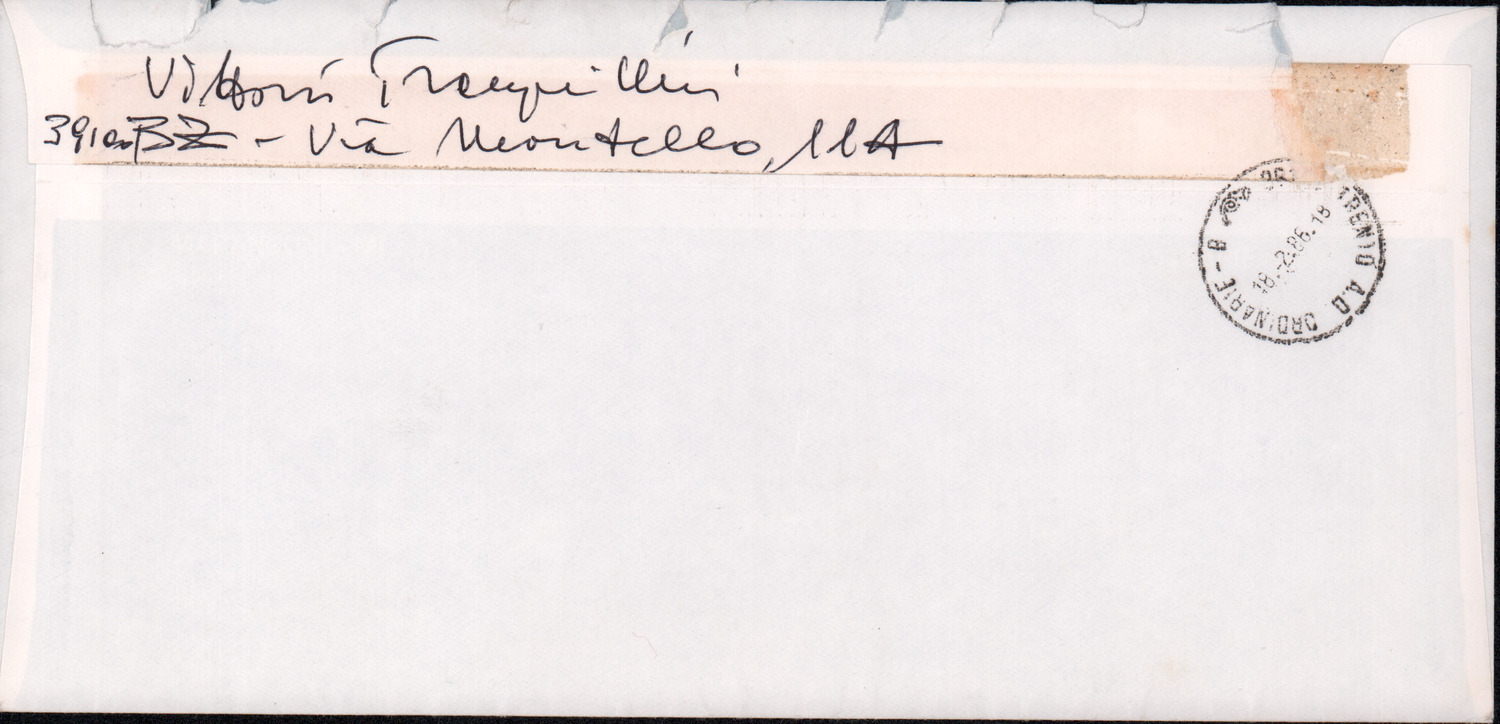 Vittorio Tranquillini
39100 BZ - Via Montello, 11A
TRENTO A.D. ORDINARIE - B
18.-2.86.18